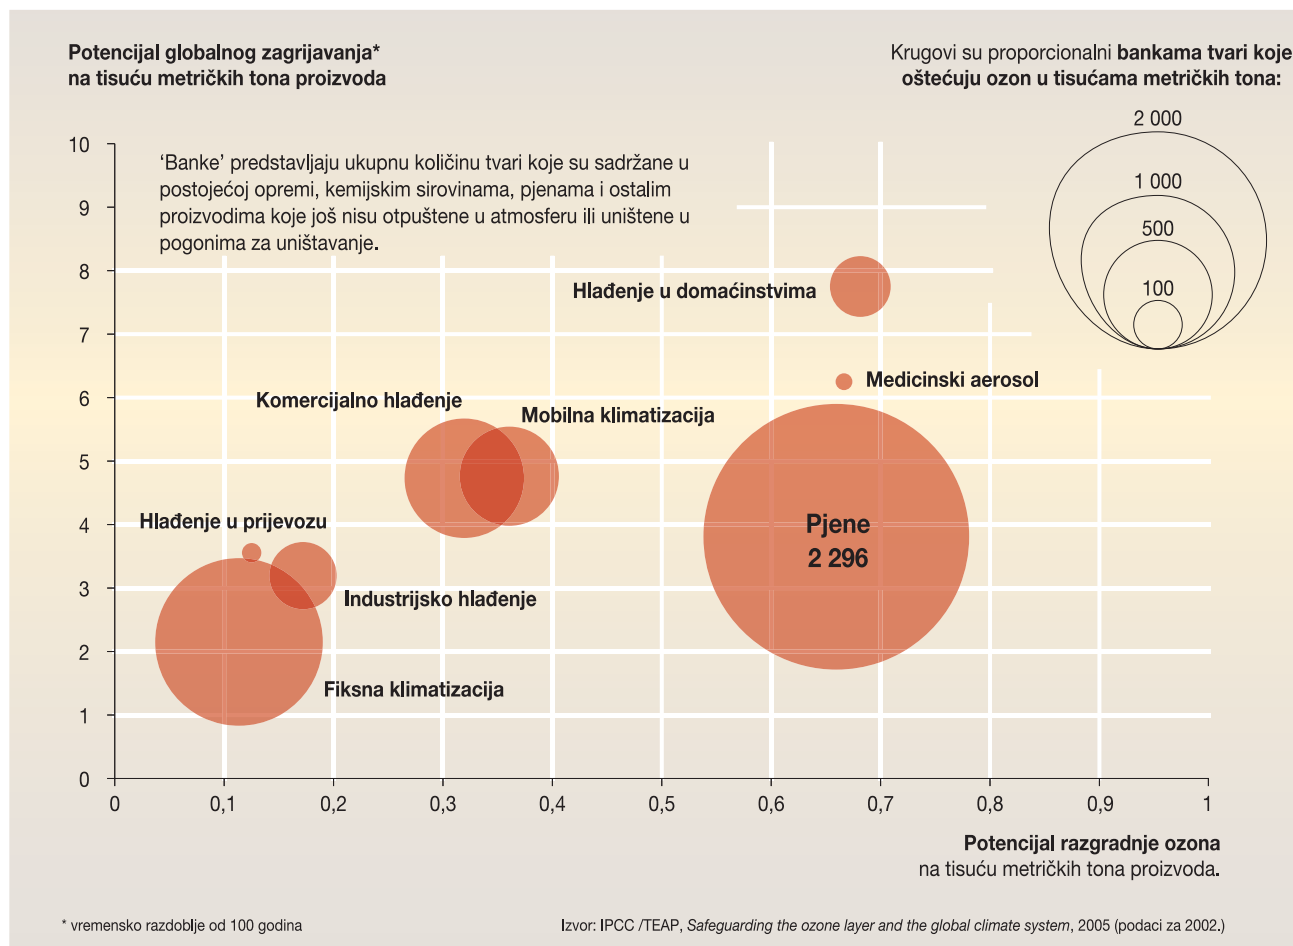 Potencijal globalnog zagrijavanja*
na tisuću metričkih tona proizvoda
Krugovi su proporcionalni bankama tvari koje
oštećuju ozon u tisućama metričkih tona:
2 000
1 000
500
100
'Banke' predstavljaju ukupnu količinu tvari koje su sadržane u
postojećoj opremi, kemijskim sirovinama, pjenama i ostalim
proizvodima koje još nisu otpuštene u atmosferu ili uništene u
pogonima za uništavanje.
10
9
8
7
6
5
4
3
2
1
0
Hlađenje u domaćinstvima
Medicinski aerosol
Komercijalno hlađenje
Mobilna klimatizacija
Hlađenje u prijevozu
Pjene
2 296
Industrijsko hlađenje
Fiksna klimatizacija
0
0,1
0,2
0,3
0,4
0,5
0,6
0,7
0,8
0,9
1
Potencijal razgradnje ozona
na tisuću metričkih tona proizvoda.
* vremensko razdoblje od 100 godina
Izvor: IPCC /TEAP, Safeguarding the ozone layer and the global climate system, 2005 (podaci za 2002.)